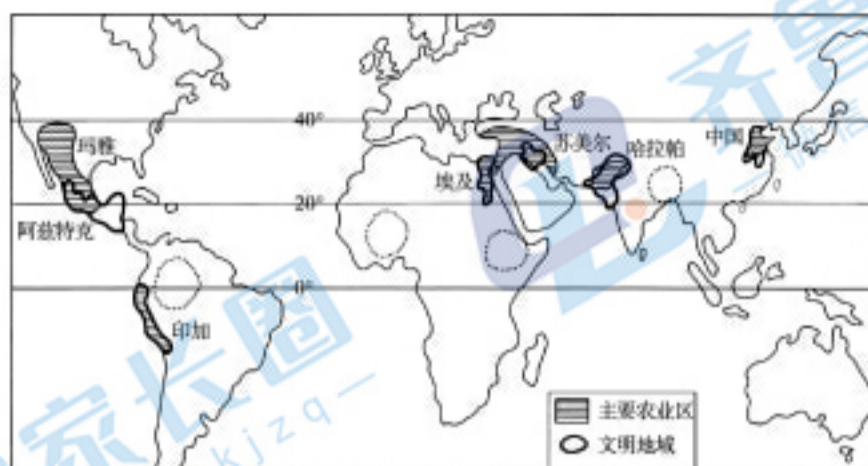 玛雅
40°
苏美尔
哈拉帕
中国
埃及
20°
阿兹特克
0°
印加
主要农业区
文明地域
家长圈
kjzq—
齐鲁